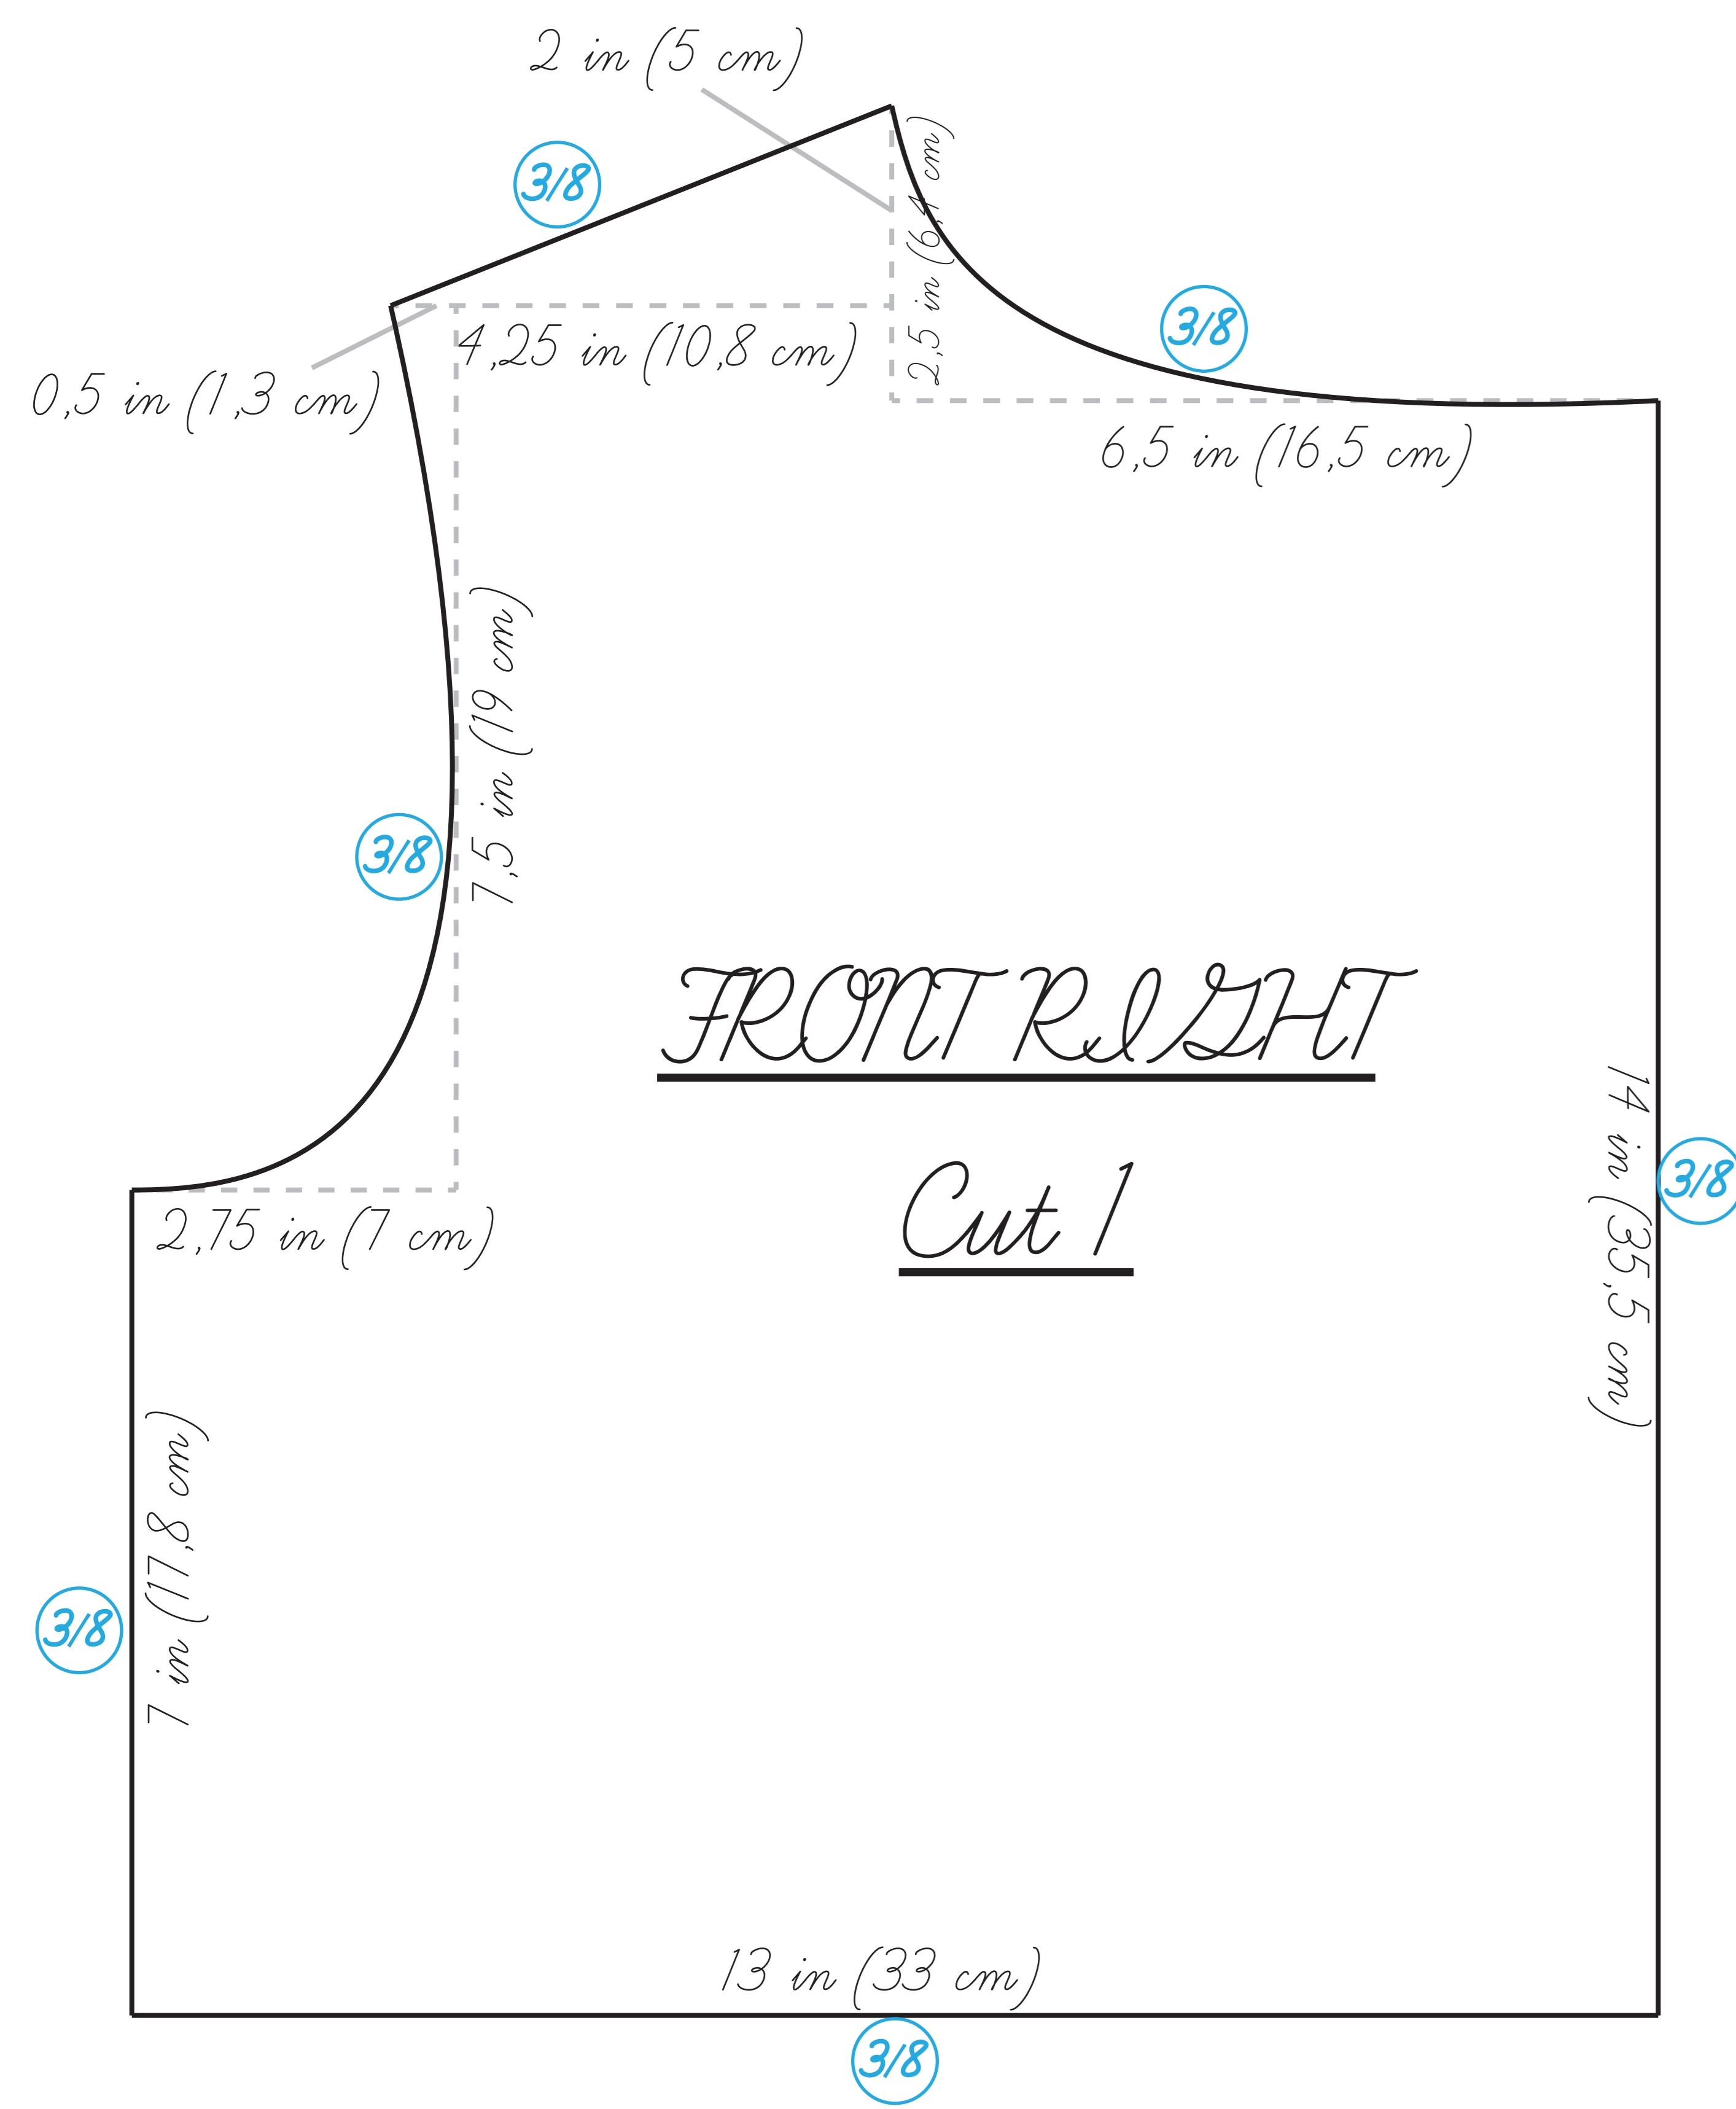 2 in (5 cm)
3/8
2,5 in (6,4 cm)
3/8
4,25 in (10,8 cm)
0,5 in (1,3 cm)
6,5 in (16,5 cm)
7,5 in (19 cm)
3/8
FRONT RIGHT
Cut 1
14 in (35,5 cm)
3/8
2,75 in (7 cm)
7 in (17,8 cm)
3/8
13 in (33 cm)
3/8